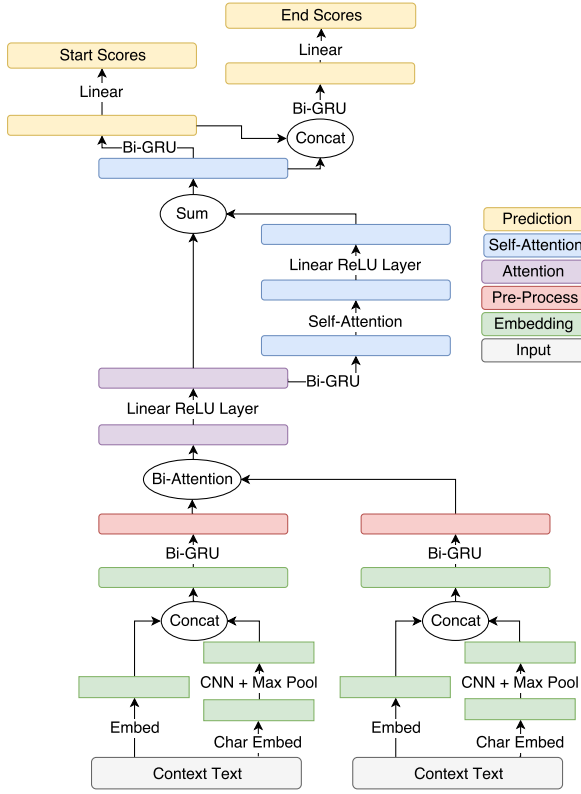 End Scores
Linear
Start Scores
Linear
Bi-GRU
Concat
Bi-GRU
Sum
Prediction
Self-Attention
Linear ReLU Layer
Attention
Pre-Process
Self-Attention
Embedding
Input
Bi-GRU
Linear ReLU Layer
Bi-Attention
Bi-GRU
Bi-GRU
Concat
Concat
CNN + Max Pool
CNN + Max Pool
Embed
Char Embed
Embed
Char Embed
Context Text
Context Text